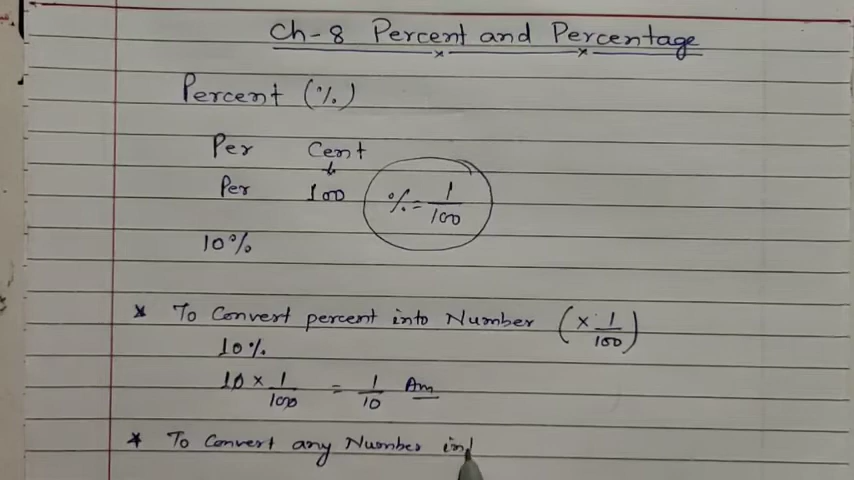 Ch-8 Percent and Percentage
Percent (%)
Per Cent
↓
Per 100 % = 1/100
10%
* To Convert percent into Number (× 1/100)
10%
10 × 1/100 = 1/10 Ans
* To Convert any Number int